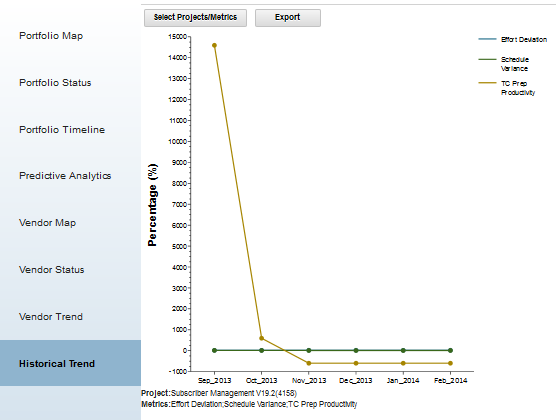 Portfolio Map
Portfolio Status
Portfolio Timeline
Predictive Analytics
Vendor Map
Vendor Status
Vendor Trend
Historical Trend
Select Projects/Metrics
Export
Percentage (%)
15000
14000
13000
12000
11000
10000
9000
8000
7000
6000
5000
4000
3000
2000
1000
0
-1000
Sep_2013
Oct_2013
Nov_2013
Dec_2013
Jan_2014
Feb_2014
Effort Deviation
Schedule
Variance
TC Prep
Productivity
Project:Subscriber Management V19.2(4158)
Metrics:Effort Deviation;Schedule Variance;TC Prep Productivity